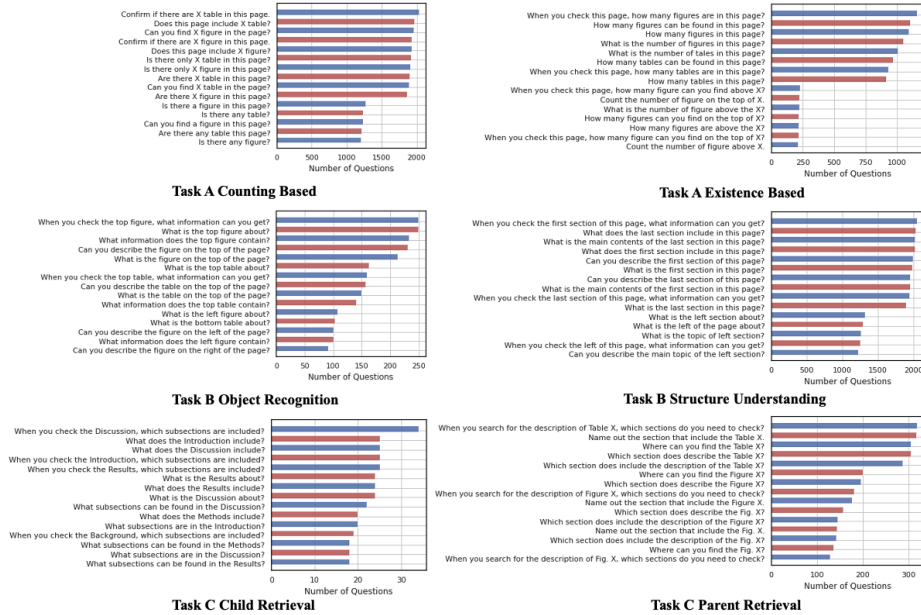 Confirm if there are X table in this page.
Does this page include X table?
Can you find X figure in the page?
Confirm if there are X figure in this page.
Does this page include X figure?
Is there only X table in this page?
Is there only X figure in this page?
Are there X table in this page?
Can you find X table in the page?
Are there X figure in this page?
Is there a figure in this page?
Is there any table?
Can you find a figure in this page?
Are there any table this page?
Is there any figure?
0 500 1000 1500 2000
Number of Questions
Task A Counting Based
When you check this page, how many figures are in this page?
How many figures can be found in this page?
How many figures in this page?
What is the number of figures in this page?
What is the number of tales in this page?
How many tables can be found in this page?
When you check this page, how many tables are in this page?
How many tables in this page?
When you check this page, how many figure can you find above X?
Count the number of figure on the top of X.
What is the number of figure above the X?
How many figures can you find on the top of X?
How many figures are above the X?
When you check this page, how many figure can you find on the top of X?
Count the number of figure above X.
0 500 1000
Number of Questions
Task A Existence Based
When you check the top figure, what information can you get?
What is the top figure about?
What information does the top figure contain?
Can you describe the figure on the top of the page?
What is the figure on the top of the page?
What is the top table about?
When you check the top table, what information can you get?
Can you describe the table on the top of the page?
What is the table on the top of the page?
What information does the top table contain?
What is the left figure about?
What is the bottom table about?
Can you describe the figure on the left of the page?
What information does the left figure contain?
Can you describe the figure on the right of the page?
0 50 100 150 200 250
Number of Questions
Task B Object Recognition
When you check the first section of this page, what information can you get?
What does the last section include in this page?
What is the main contents of the last section in this page?
What does the first section include in this page?
Can you describe the first section of this page?
What is the first section in this page?
Can you describe the last section of this page?
What is the main contents of the first section in this page?
When you check the last section of this page, what information can you get?
What is the last section in this page?
What is the left section about?
What is the left of the page about?
What is the topic of left section?
When you check the left of this page, what information can you get?
Can you describe the main topic of the left section?
0 500 1000 1500 2000
Number of Questions
Task B Structure Understanding
When you check the Discussion, which subsections are included?
What does the Introduction include?
What does the Discussion include?
When you check the Introduction, which subsections are included?
When you check the Results, which subsections are included?
What is the Results about?
What does the Results include?
What is the Discussion about?
What subsections can be found in the Discussion?
What does the Methods include?
What subsections are in the Introduction?
When you check the Background, which subsections are included?
What subsections can be found in the Methods?
What subsections are in the Discussion?
What subsections can be found in the Results?
0 10 20 30
Number of Questions
Task C Child Retrieval
When you search for the description of Table X, which sections do you need to check?
Name out the section that include the Table X.
Where can you find the Table X?
Which section does describe the Table X?
Which section does include the description of the Table X?
Where can you find the Figure X?
Which section does describe the Figure X?
When you search for the description of Figure X, which sections do you need to check?
Name out the section that include the Figure X.
Which section does describe the Fig. X?
Which section does include the description of the Figure X?
Name out the section that include the Fig. X.
Which section does include the description of the Fig. X?
Where can you find the Fig. X?
When you search for the description of Fig. X, which sections do you need to check?
0 100 200 300
Number of Questions
Task C Parent Retrieval